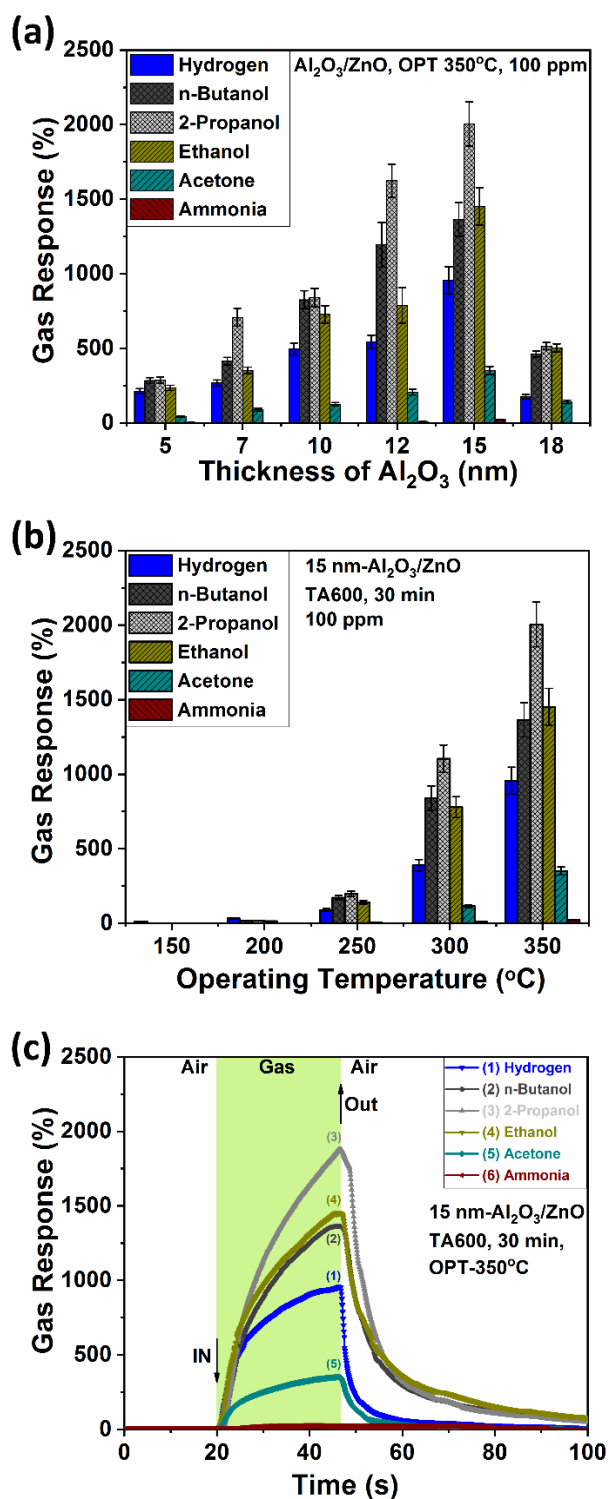 (a)
Hydrogen
n-Butanol
2-Propanol
Ethanol
Acetone
Ammonia
Al₂O₃/ZnO, OPT 350°C, 100 ppm
Gas Response (%)
2500
2000
1500
1000
500
0
5 7 10 12 15 18
Thickness of Al₂O₃ (nm)
(b)
Hydrogen
n-Butanol
2-Propanol
Ethanol
Acetone
Ammonia
15 nm-Al₂O₃/ZnO
TA600, 30 min
100 ppm
Gas Response (%)
2500
2000
1500
1000
500
0
150 200 250 300 350
Operating Temperature (°C)
(c)
Air Gas Air
Out
IN
(1) Hydrogen
(2) n-Butanol
(3) 2-Propanol
(4) Ethanol
(5) Acetone
(6) Ammonia
15 nm-Al₂O₃/ZnO
TA600, 30 min,
OPT-350°C
(3)
(4)
(2)
(1)
(5)
Gas Response (%)
2500
2000
1500
1000
500
0
0 20 40 60 80 100
Time (s)